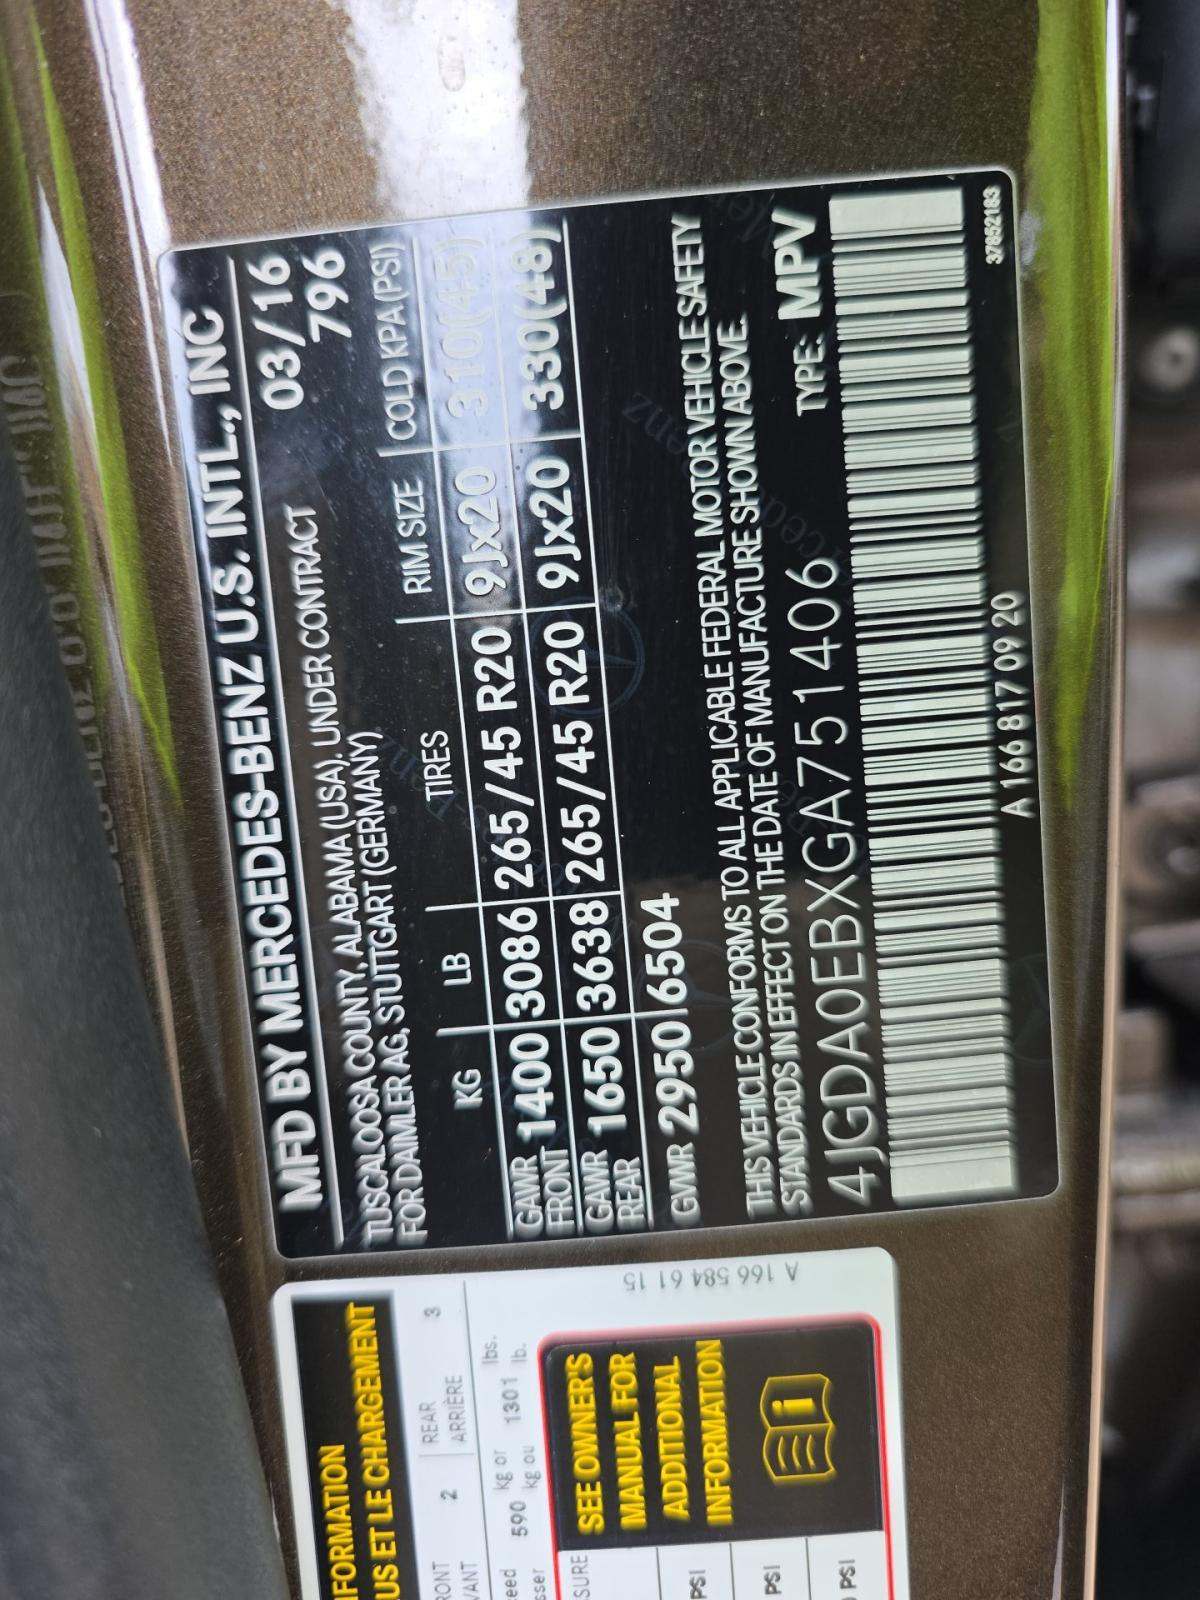 MFD BY MERCEDES-BENZ U.S. INTL., INC
TUSCALOOSA COUNTY, ALABAMA (USA), UNDER CONTRACT 03/16
FOR DAIMLER AG, STUTTGART (GERMANY) 796
KG LB TIRES RIM SIZE COLD KPA (PSI)
GAWR FRONT 1400 3086 265/45 R20 9Jx20 310(45)
GAWR REAR 1650 3638 265/45 R20 9Jx20 330(48)
GVWR 2950 6504
THIS VEHICLE CONFORMS TO ALL APPLICABLE FEDERAL MOTOR VEHICLE SAFETY
STANDARDS IN EFFECT ON THE DATE OF MANUFACTURE SHOWN ABOVE.
4JGDA0EBXGA751406 TYPE: MPV
A 166 817 09 20 37852183
A 166 584 61 15
US ET LE CHARGEMENT
2 REAR 3
ARRIÈRE
590 kg or 1301 lbs.
kg ou lb.
SEE OWNER'S
MANUAL FOR
ADDITIONAL
INFORMATION
PSI
PSI
PSI